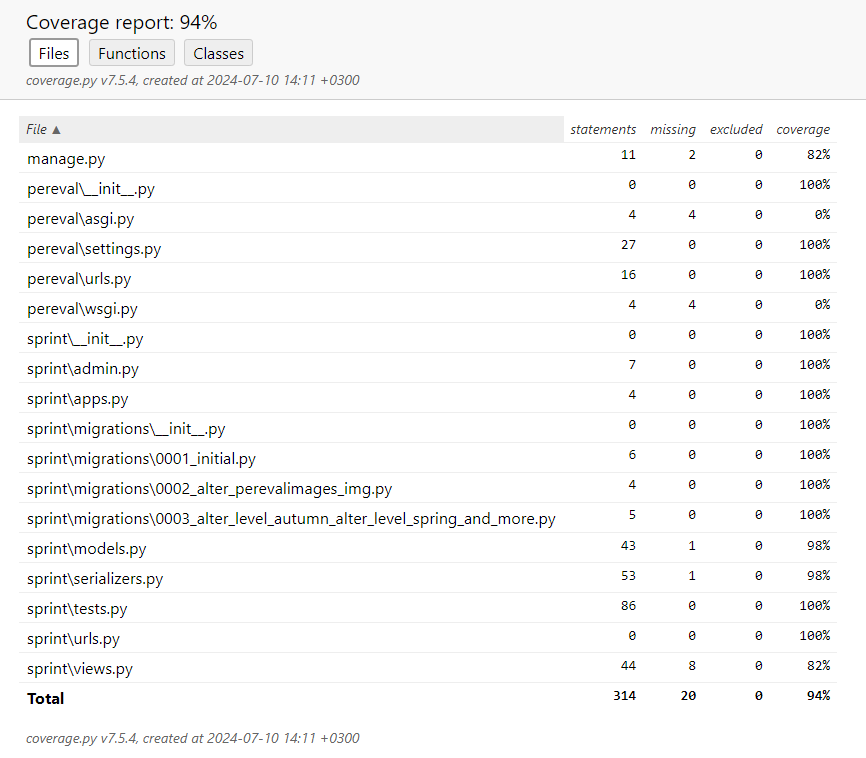 Coverage report: 94%
Files Functions Classes
coverage.py v7.5.4, created at 2024-07-10 14:11 +0300
File ▲ statements missing excluded coverage
manage.py 11 2 0 82%
pereval\__init__.py 0 0 0 100%
pereval\asgi.py 4 4 0 0%
pereval\settings.py 27 0 0 100%
pereval\urls.py 16 0 0 100%
pereval\wsgi.py 4 4 0 0%
sprint\__init__.py 0 0 0 100%
sprint\admin.py 7 0 0 100%
sprint\apps.py 4 0 0 100%
sprint\migrations\__init__.py 0 0 0 100%
sprint\migrations\0001_initial.py 6 0 0 100%
sprint\migrations\0002_alter_perevalimages_img.py 4 0 0 100%
sprint\migrations\0003_alter_level_autumn_alter_level_spring_and_more.py 5 0 0 100%
sprint\models.py 43 1 0 98%
sprint\serializers.py 53 1 0 98%
sprint\tests.py 86 0 0 100%
sprint\urls.py 0 0 0 100%
sprint\views.py 44 8 0 82%
Total 314 20 0 94%
coverage.py v7.5.4, created at 2024-07-10 14:11 +0300